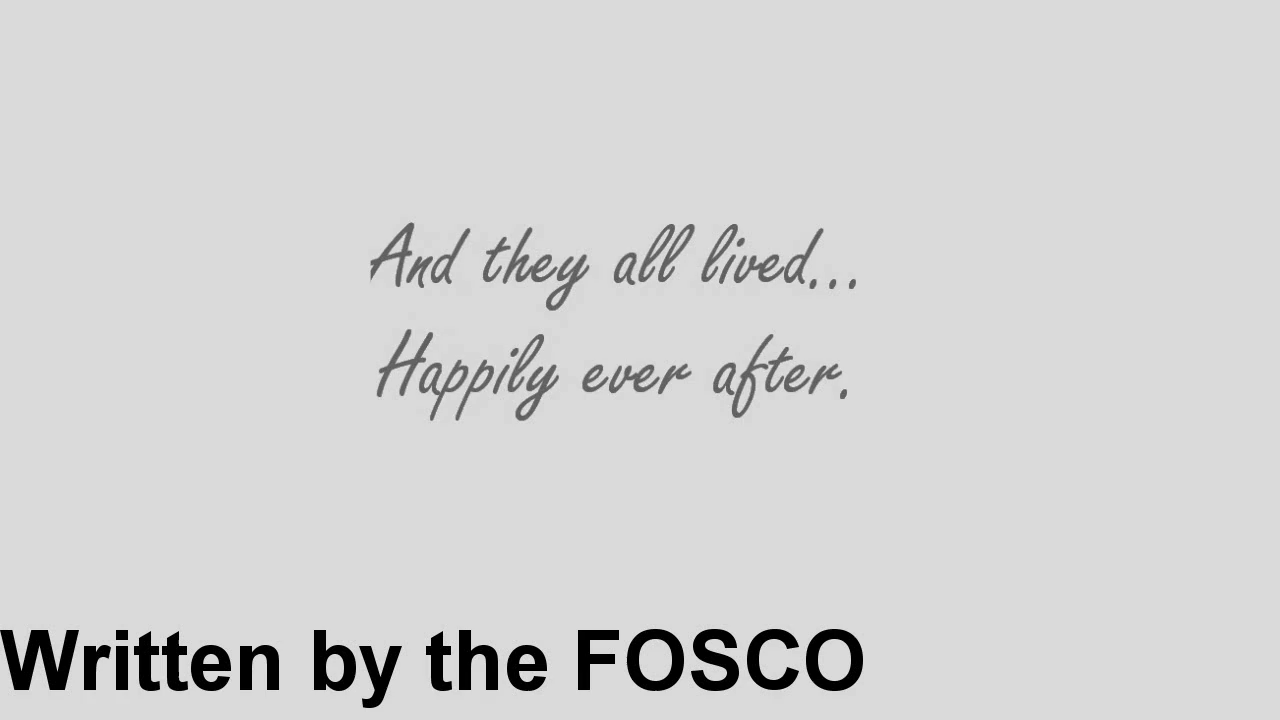 And they all lived...
Happily ever after.
Written by the FOSCO